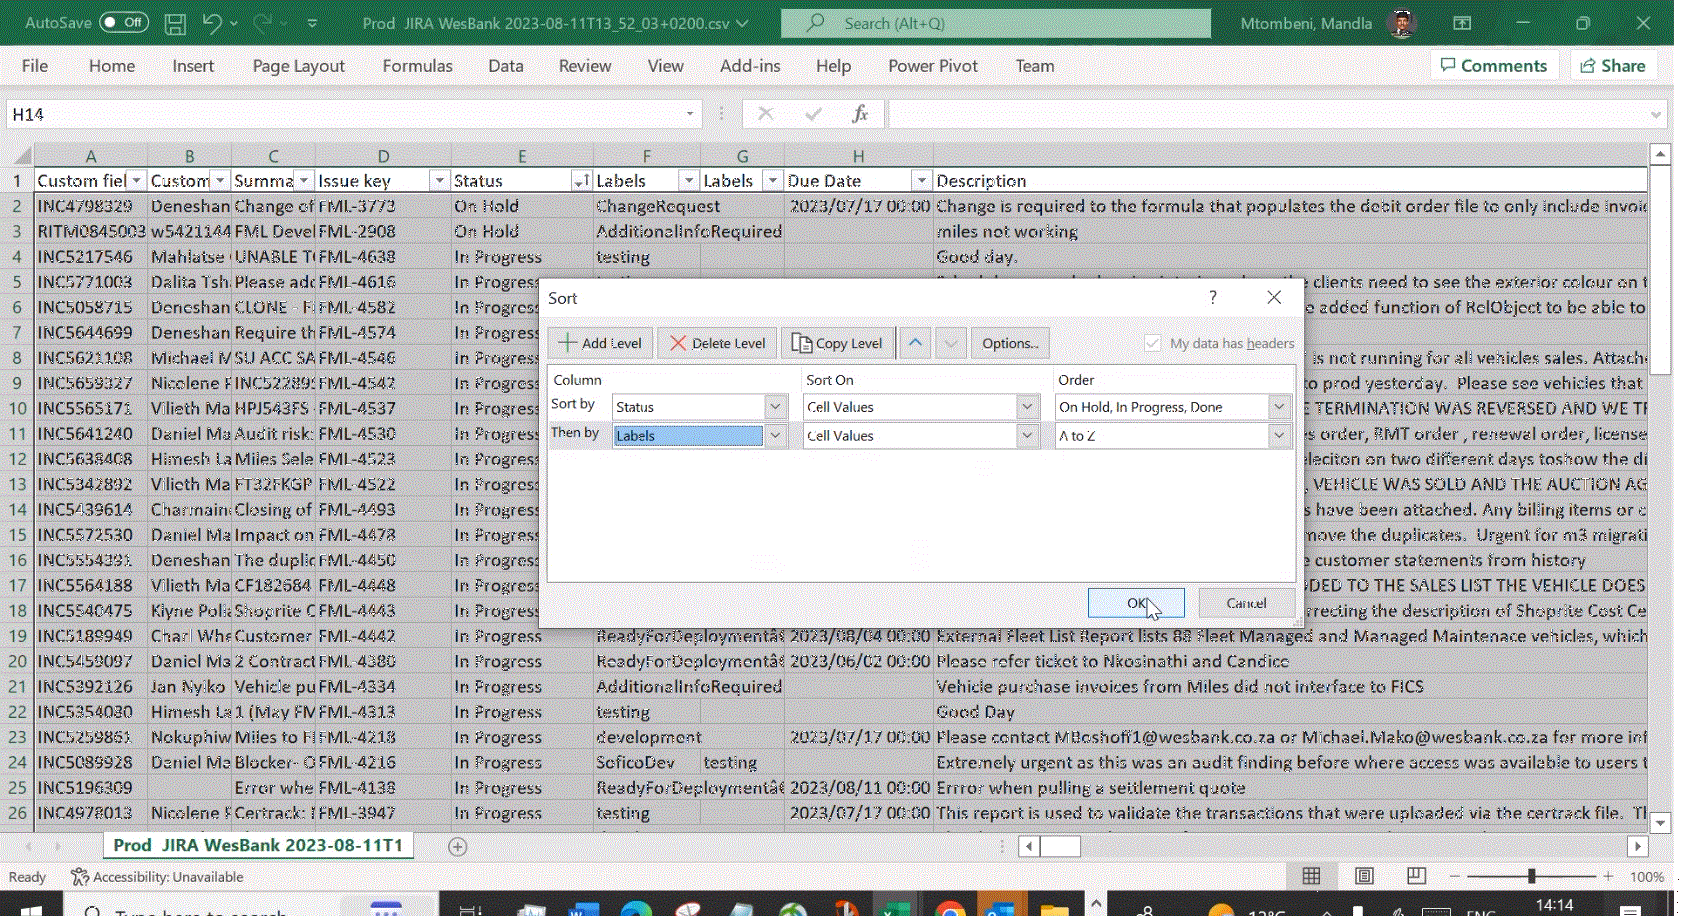 AutoSave Off Prod JIRA WesBank 2023-08-11T13_52_03+0200.csv Search (Alt+Q) Mtombeni, Mandla
File Home Insert Page Layout Formulas Data Review View Add-ins Help Power Pivot Team Comments Share
H14 fx
A B C D E F G H
1 Custom fiel Custom Summa Issue key Status Labels Labels Due Date Description
2 INC4798329 Deneshan Change of FML-3773 On Hold ChangeRequest 2023/07/17 00:00 Change is required to the formula that populates the debit order file to only include invoi
3 RITM0845003 w5421144 FML Devel FML-2908 On Hold AdditionalInfoRequired miles not working
4 INC5217546 Mahlatse UNABLE T FML-4638 In Progress testing Good day.
5 INC5771003 Dalita Tsh Please add FML-4616 In Progress clients need to see the exterior colour on t
6 INC5058715 Deneshan CLONE - F FML-4582 In Progress e added function of RelObject to be able to
7 INC5644699 Deneshan Require th FML-4574 In Progress
8 INC5621108 Michael M SU ACC SA FML-4546 In Progress is not running for all vehicles sales. Attache
9 INC5659327 Nicolene F INC522895 FML-4542 In Progress to prod yesterday. Please see vehicles that
10 INC5565171 Vilieth Ma HPJ543FS FML-4537 In Progress E TERMINATION WAS REVERSED AND WE TF
11 INC5641240 Daniel Ma Audit risk: FML-4530 In Progress s order, RMT order , renewal order, license
12 INC5638408 Himesh La Miles Sele FML-4523 In Progress eleciton on two different days toshow the di
13 INC5342892 Vilieth Ma FT32FKGP FML-4522 In Progress , VEHICLE WAS SOLD AND THE AUCTION AG
14 INC5439614 Charmain Closing of FML-4493 In Progress s have been attached. Any billing items or c
15 INC5572530 Daniel Ma Impact on FML-4478 In Progress move the duplicates. Urgent for m3 migrati
16 INC5554391 Deneshan The duplic FML-4450 In Progress e customer statements from history
17 INC5564188 Vilieth Ma CF182684 FML-4448 In Progress DED TO THE SALES LIST THE VEHICLE DOES
18 INC5540475 Kiyne Polia Shoprite C FML-4443 In Progress rrecting the description of Shoprite Cost Ce
19 INC5189949 Charl Whe Customer FML-4442 In Progress ReadyForDeploymentâ€ 2023/08/04 00:00 External Fleet List Report lists 88 Fleet Managed and Managed Maintenace vehicles, which
20 INC5459097 Daniel Ma 2 Contract FML-4380 In Progress ReadyForDeploymentâ€ 2023/06/02 00:00 Please refer ticket to Nkosinathi and Candice
21 INC5392126 Jan Nyiko Vehicle pu FML-4334 In Progress AdditionalInfoRequired Vehicle purchase invoices from Miles did not interface to FICS
22 INC5354080 Himesh La 1 (May FM FML-4313 In Progress testing Good Day
23 INC5259861 Nokuphiw Miles to FI FML-4218 In Progress development 2023/07/17 00:00 Please contact MBoshoff1@wesbank.co.za or Michael.Mako@wesbank.co.za for more inf
24 INC5089928 Daniel Ma Blocker- O FML-4216 In Progress SoficoDev testing Extremely urgent as this was an audit finding before where access was available to users t
25 INC5196309 Error whe FML-4138 In Progress ReadyForDeploymentâ€ 2023/08/11 00:00 Errror when pulling a settlement quote
26 INC4978013 Nicolene F Certrack: FML-3947 In Progress testing 2023/07/17 00:00 This report is used to validate the transactions that were uploaded via the certrack file. Th
Sort ?
Add Level Delete Level Copy Level Options.. My data has headers
Column Sort On Order
Sort by Status Cell Values On Hold, In Progress, Done
Then by Labels Cell Values A to Z
OK Cancel
Prod JIRA WesBank 2023-08-11T1
Ready Accessibility: Unavailable 100%
Type here to search 12°C ENG 14:14